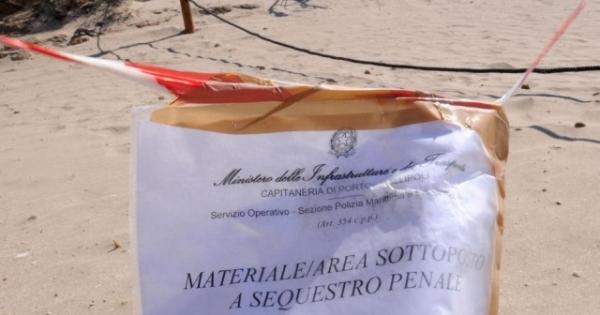 Ministero delle Infrastrutture e dei Trasporti
CAPITANERIA DI PORTO GALLIPOLI
Servizio Operativo - Sezione Polizia Marittima
(Art. 354 c.p.p.)
MATERIALE/AREA SOTTOPOSTO
A SEQUESTRO PENALE